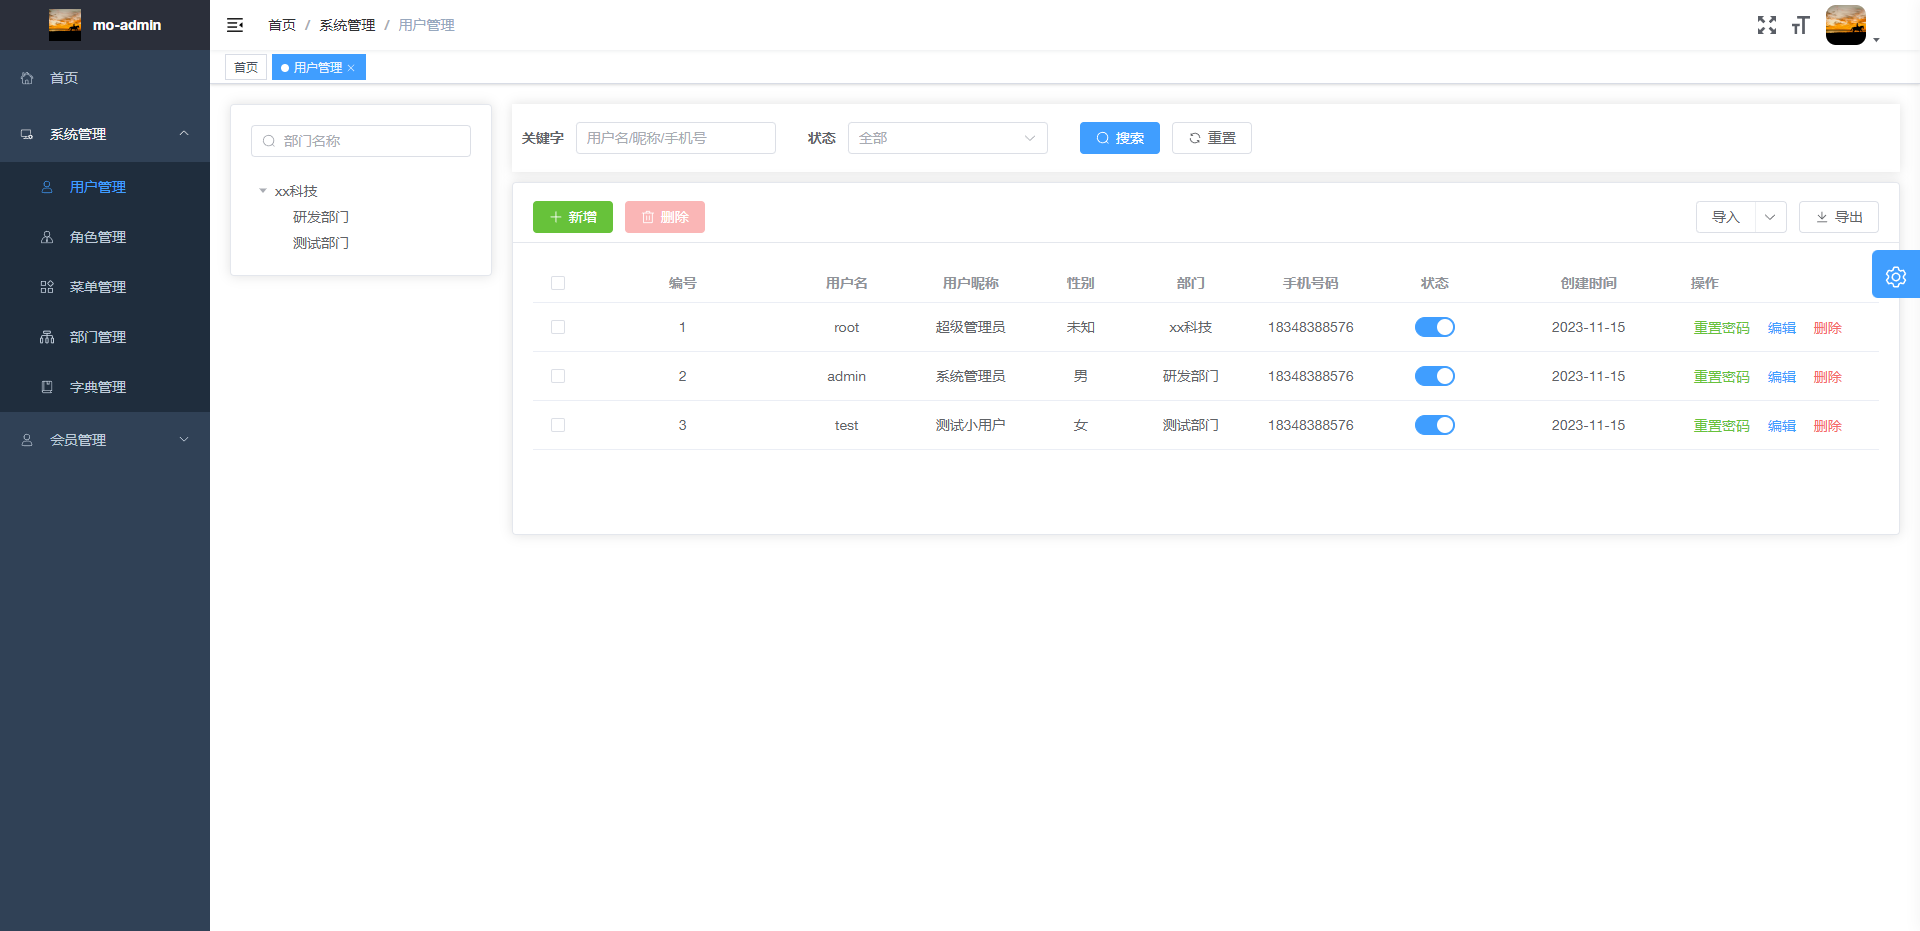 mo-admin
首页
系统管理
用户管理
角色管理
菜单管理
部门管理
字典管理
会员管理
首页 / 系统管理 / 用户管理
首页 用户管理
部门名称
xx科技
研发部门
测试部门
关键字 用户名/昵称/手机号 状态 全部 搜索 重置
新增 删除 导入 导出
编号 用户名 用户昵称 性别 部门 手机号码 状态 创建时间 操作
1 root 超级管理员 未知 xx科技 18348388576 2023-11-15 重置密码 编辑 删除
2 admin 系统管理员 男 研发部门 18348388576 2023-11-15 重置密码 编辑 删除
3 test 测试小用户 女 测试部门 18348388576 2023-11-15 重置密码 编辑 删除